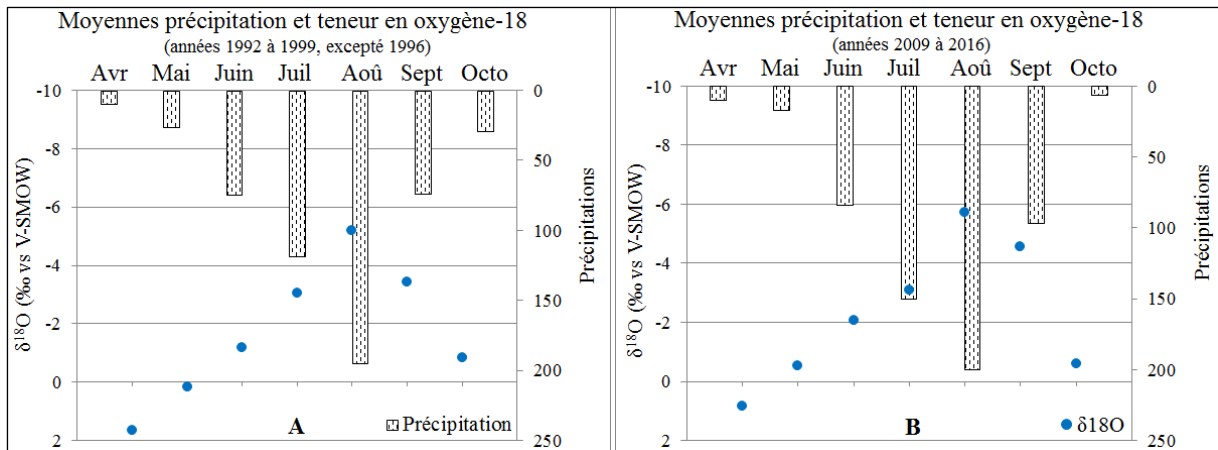 Moyennes précipitation et teneur en oxygène-18
(années 1992 à 1999, excepté 1996)
Avr Mai Juin Juil Aoû Sept Octo
-10
-8
-6
-4
-2
0
2
δ¹⁸O (‰ vs V-SMOW)
0
50
100
150
200
250
Précipitations
A
Précipitation
Moyennes précipitation et teneur en oxygène-18
(années 2009 à 2016)
Avr Mai Juin Juil Aoû Sept Octo
-10
-8
-6
-4
-2
0
2
δ¹⁸O (‰ vs V-SMOW)
0
50
100
150
200
250
Précipitations
B
δ18O